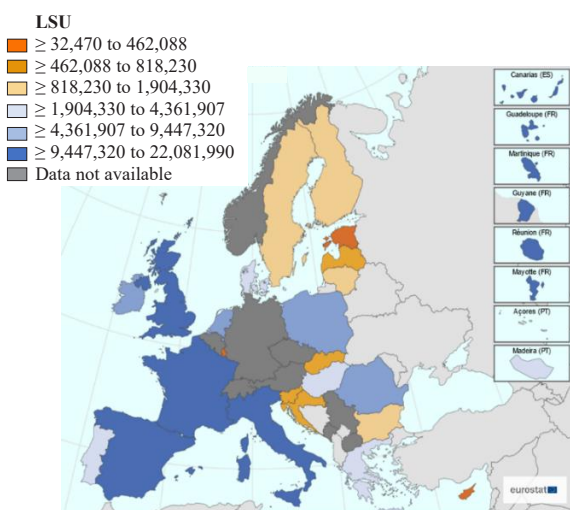 LSU
≥ 32,470 to 462,088
≥ 462,088 to 818,230
≥ 818,230 to 1,904,330
≥ 1,904,330 to 4,361,907
≥ 4,361,907 to 9,447,320
≥ 9,447,320 to 22,081,990
Data not available
Canarias (ES)
Guadeloupe (FR)
Martinique (FR)
Guyane (FR)
Réunion (FR)
Mayotte (FR)
Açores (PT)
Madeira (PT)
eurostat